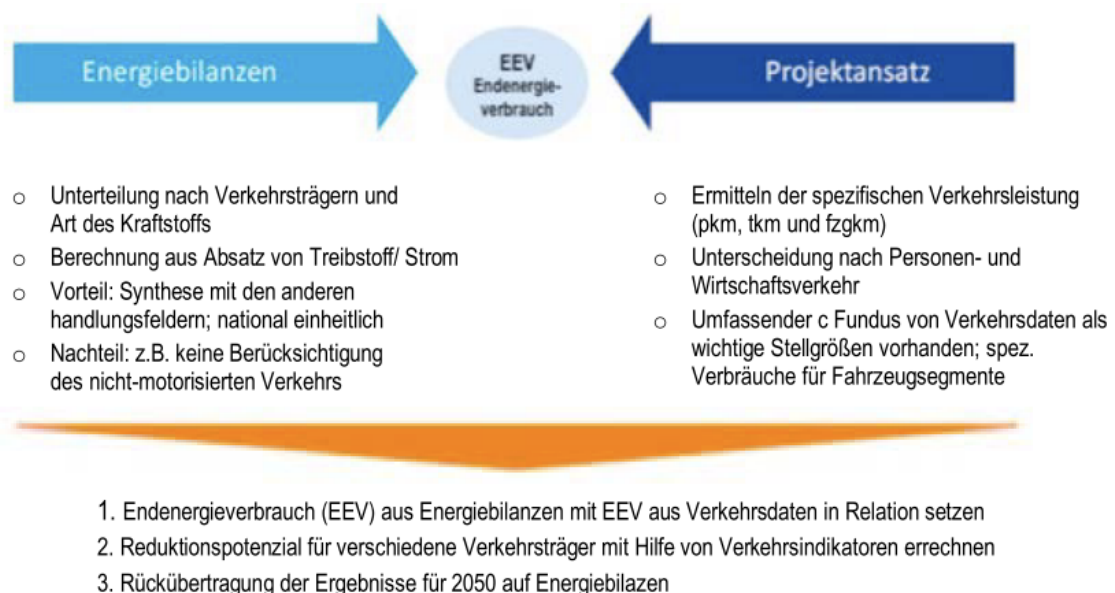 Energiebilanzen
EEV
Endenergie-
verbrauch
Projektansatz
o Unterteilung nach Verkehrsträgern und
Art des Kraftstoffs
o Berechnung aus Absatz von Treibstoff/ Strom
o Vorteil: Synthese mit den anderen
handlungsfeldern; national einheitlich
o Nachteil: z.B. keine Berücksichtigung
des nicht-motorisierten Verkehrs
o Ermitteln der spezifischen Verkehrsleistung
(pkm, tkm und fzgkm)
o Unterscheidung nach Personen- und
Wirtschaftsverkehr
o Umfassender c Fundus von Verkehrsdaten als
wichtige Stellgrößen vorhanden; spez.
Verbräuche für Fahrzeugsegmente
1. Endenergieverbrauch (EEV) aus Energiebilanzen mit EEV aus Verkehrsdaten in Relation setzen
2. Reduktionspotenzial für verschiedene Verkehrsträger mit Hilfe von Verkehrsindikatoren errechnen
3. Rückübertragung der Ergebnisse für 2050 auf Energiebilazen